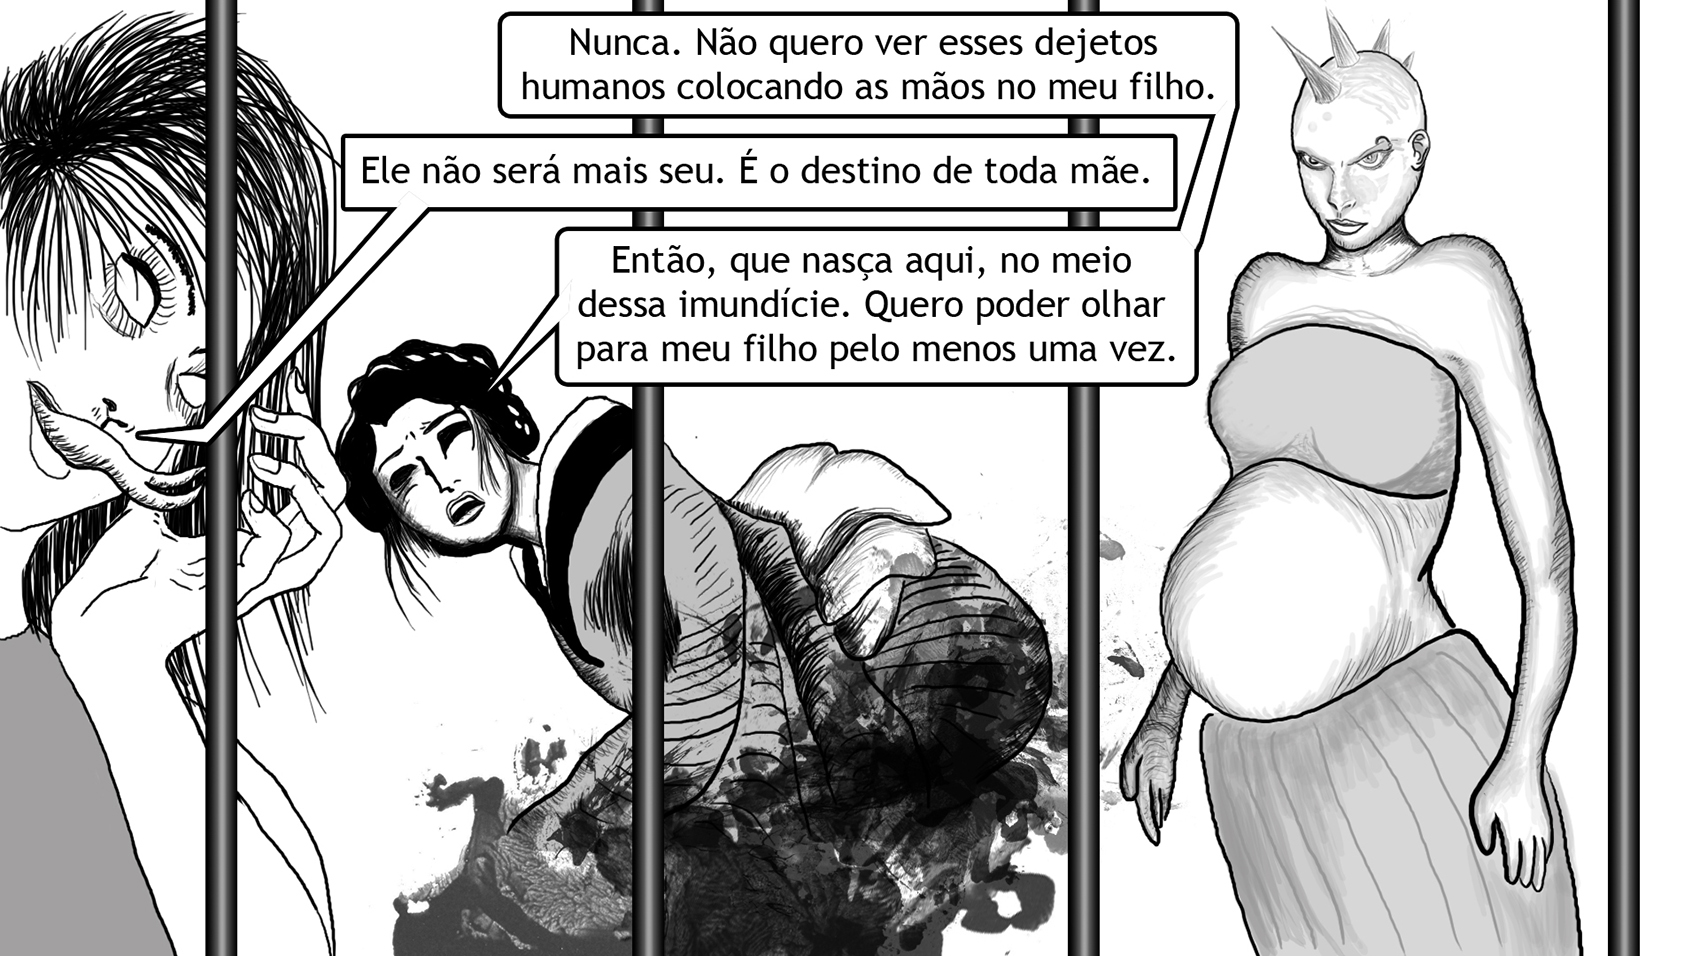 Nunca. Não quero ver esses dejetos
humanos colocando as mãos no meu filho.
Ele não será mais seu. É o destino de toda mãe.
Então, que nasça aqui, no meio
dessa imundície. Quero poder olhar
para meu filho pelo menos uma vez.